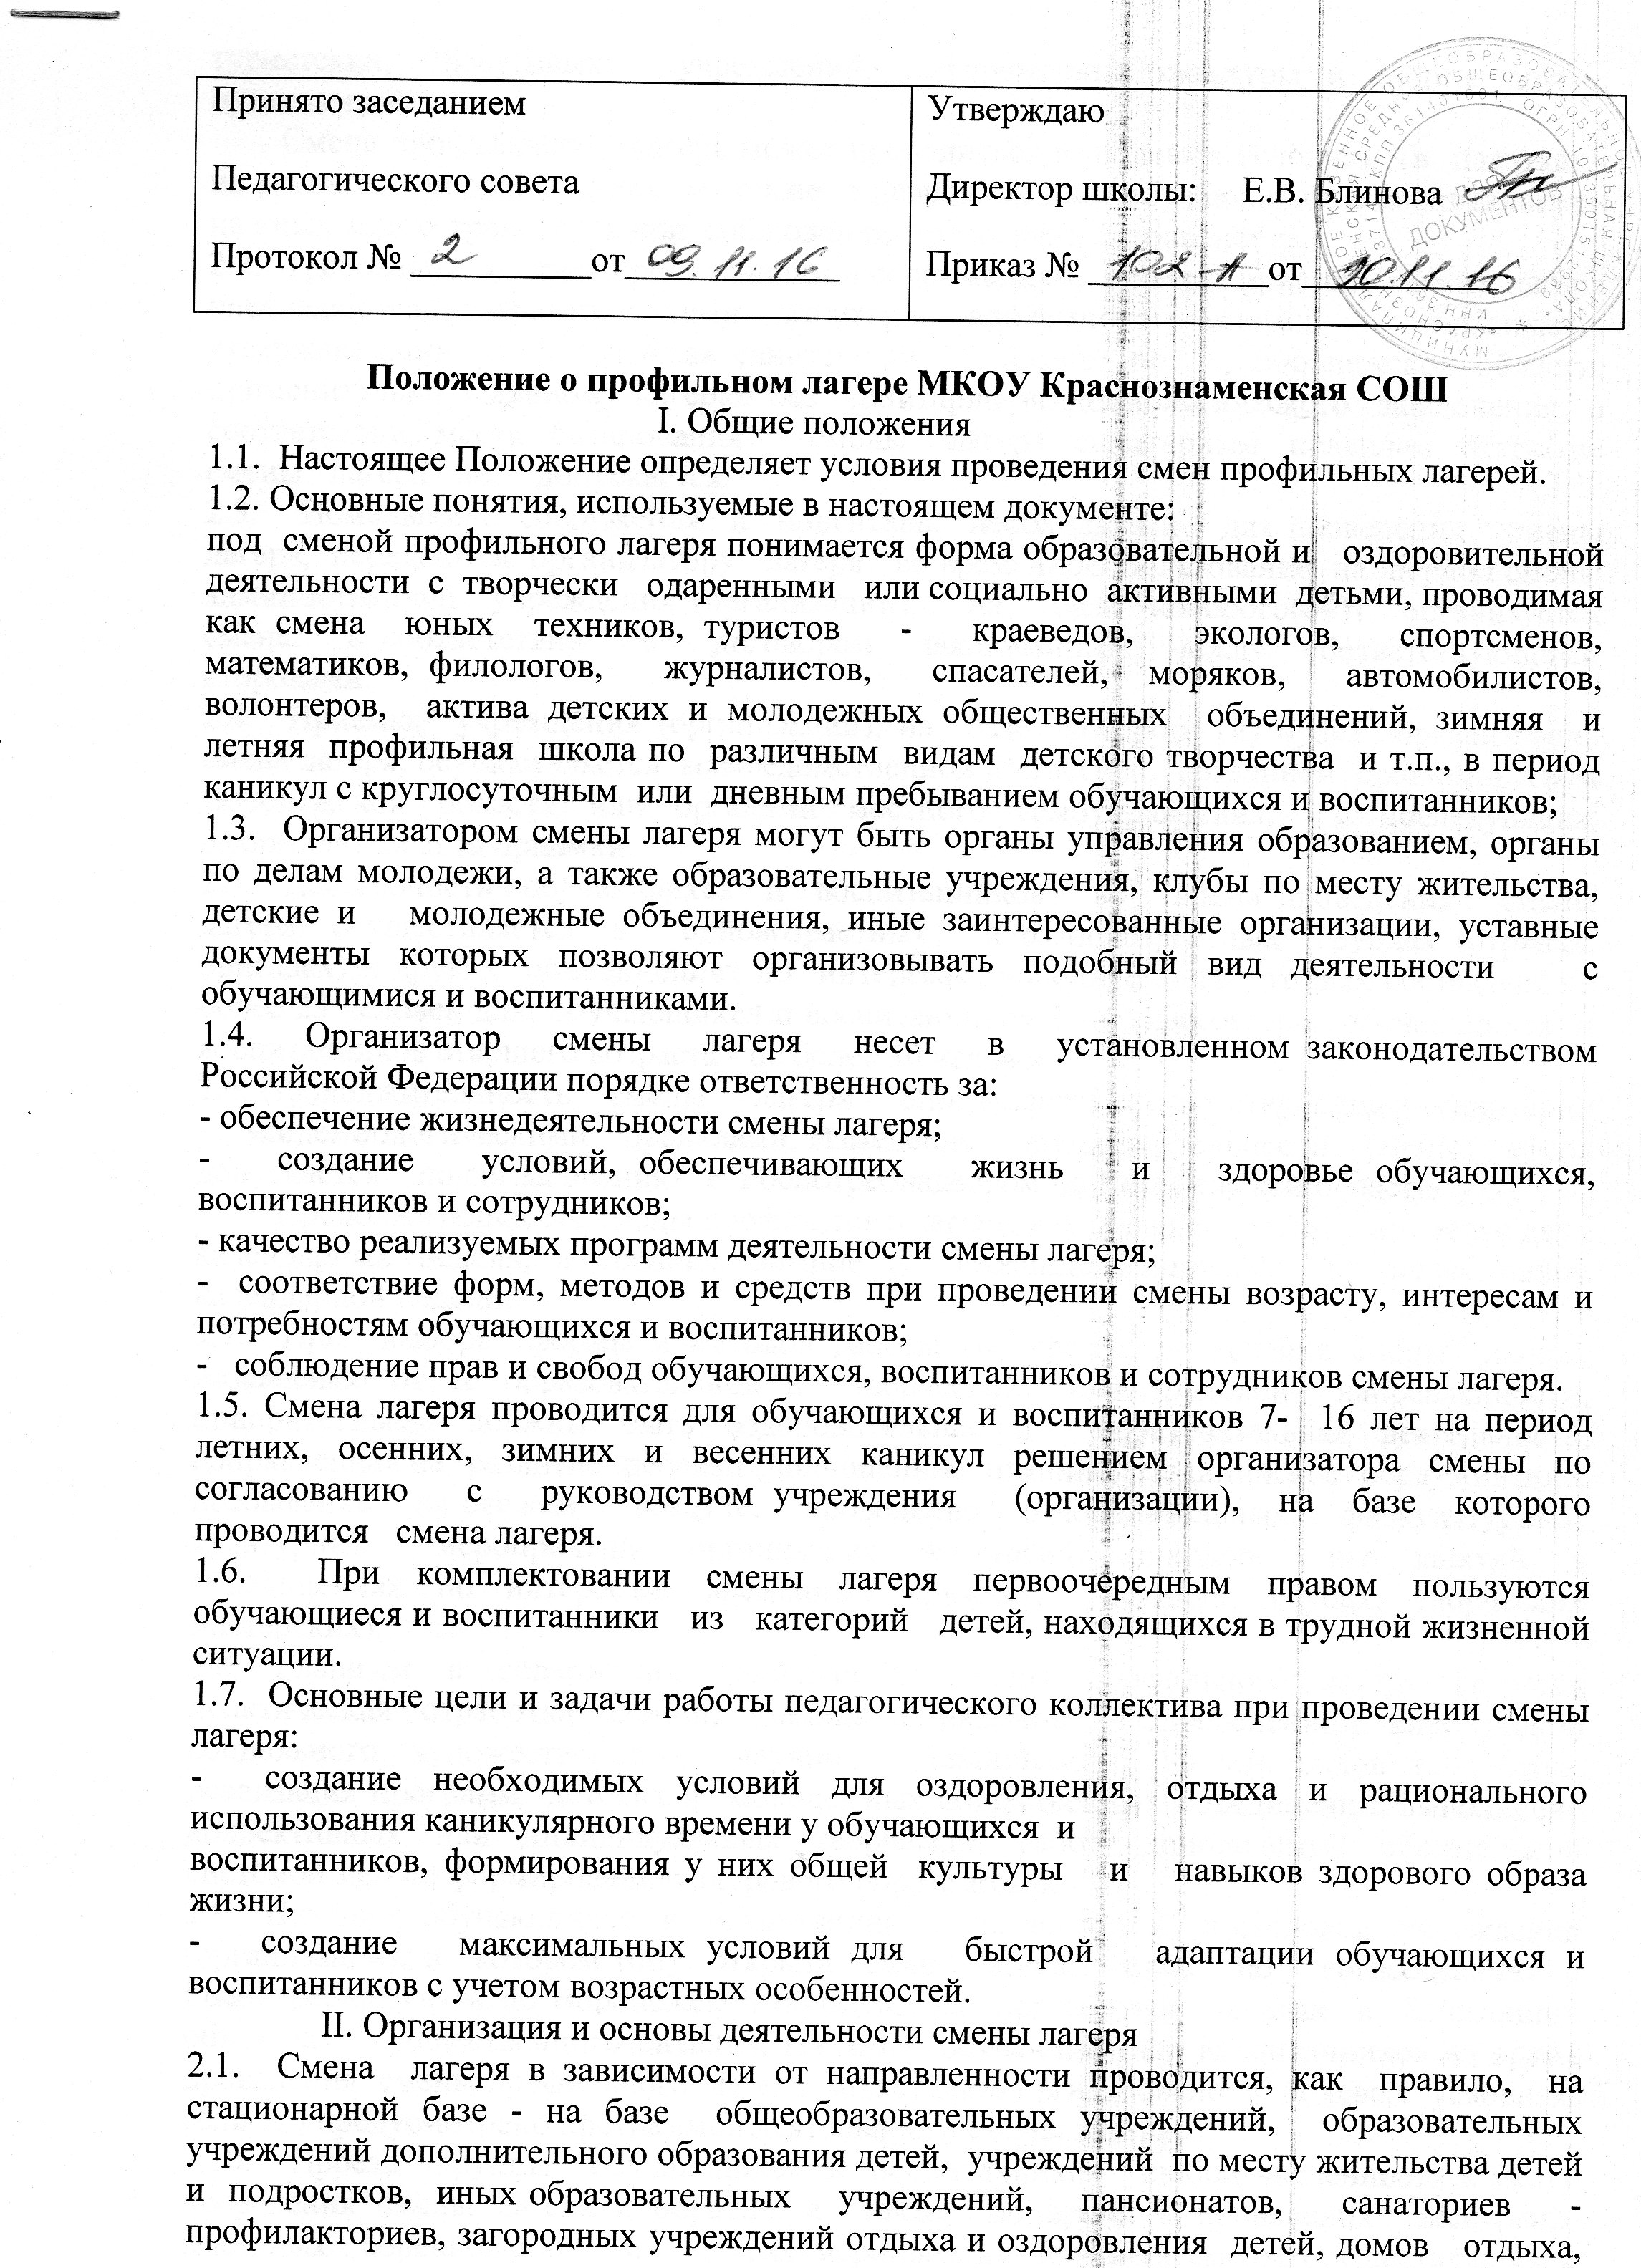 Принято заседанием
Педагогического совета
Протокол № 2 от 09.11.16
Утверждаю
Директор школы: Е.В. Блинова
Приказ № 102-А от 10.11.16
ДЛЯ
ДОКУМЕНТОВ
Положение о профильном лагере МКОУ Краснознаменская СОШ
I. Общие положения
1.1. Настоящее Положение определяет условия проведения смен профильных лагерей.
1.2. Основные понятия, используемые в настоящем документе:
под сменой профильного лагеря понимается форма образовательной и оздоровительной
деятельности с творчески одаренными или социально активными детьми, проводимая
как смена юных техников, туристов - краеведов, экологов, спортсменов,
математиков, филологов, журналистов, спасателей, моряков, автомобилистов,
волонтеров, актива детских и молодежных общественных объединений, зимняя и
летняя профильная школа по различным видам детского творчества и т.п., в период
каникул с круглосуточным или дневным пребыванием обучающихся и воспитанников;
1.3. Организатором смены лагеря могут быть органы управления образованием, органы
по делам молодежи, а также образовательные учреждения, клубы по месту жительства,
детские и молодежные объединения, иные заинтересованные организации, уставные
документы которых позволяют организовывать подобный вид деятельности с
обучающимися и воспитанниками.
1.4. Организатор смены лагеря несет в установленном законодательством
Российской Федерации порядке ответственность за:
- обеспечение жизнедеятельности смены лагеря;
- создание условий, обеспечивающих жизнь и здоровье обучающихся,
воспитанников и сотрудников;
- качество реализуемых программ деятельности смены лагеря;
- соответствие форм, методов и средств при проведении смены возрасту, интересам и
потребностям обучающихся и воспитанников;
- соблюдение прав и свобод обучающихся, воспитанников и сотрудников смены лагеря.
1.5. Смена лагеря проводится для обучающихся и воспитанников 7- 16 лет на период
летних, осенних, зимних и весенних каникул решением организатора смены по
согласованию с руководством учреждения (организации), на базе которого
проводится смена лагеря.
1.6. При комплектовании смены лагеря первоочередным правом пользуются
обучающиеся и воспитанники из категорий детей, находящихся в трудной жизненной
ситуации.
1.7. Основные цели и задачи работы педагогического коллектива при проведении смены
лагеря:
- создание необходимых условий для оздоровления, отдыха и рационального
использования каникулярного времени у обучающихся и
воспитанников, формирования у них общей культуры и навыков здорового образа
жизни;
- создание максимальных условий для быстрой адаптации обучающихся и
воспитанников с учетом возрастных особенностей.
II. Организация и основы деятельности смены лагеря
2.1. Смена лагеря в зависимости от направленности проводится, как правило, на
стационарной базе - на базе общеобразовательных учреждений, образовательных
учреждений дополнительного образования детей, учреждений по месту жительства детей
и подростков, иных образовательных учреждений, пансионатов, санаториев -
профилакториев, загородных учреждений отдыха и оздоровления детей, домов отдыха,